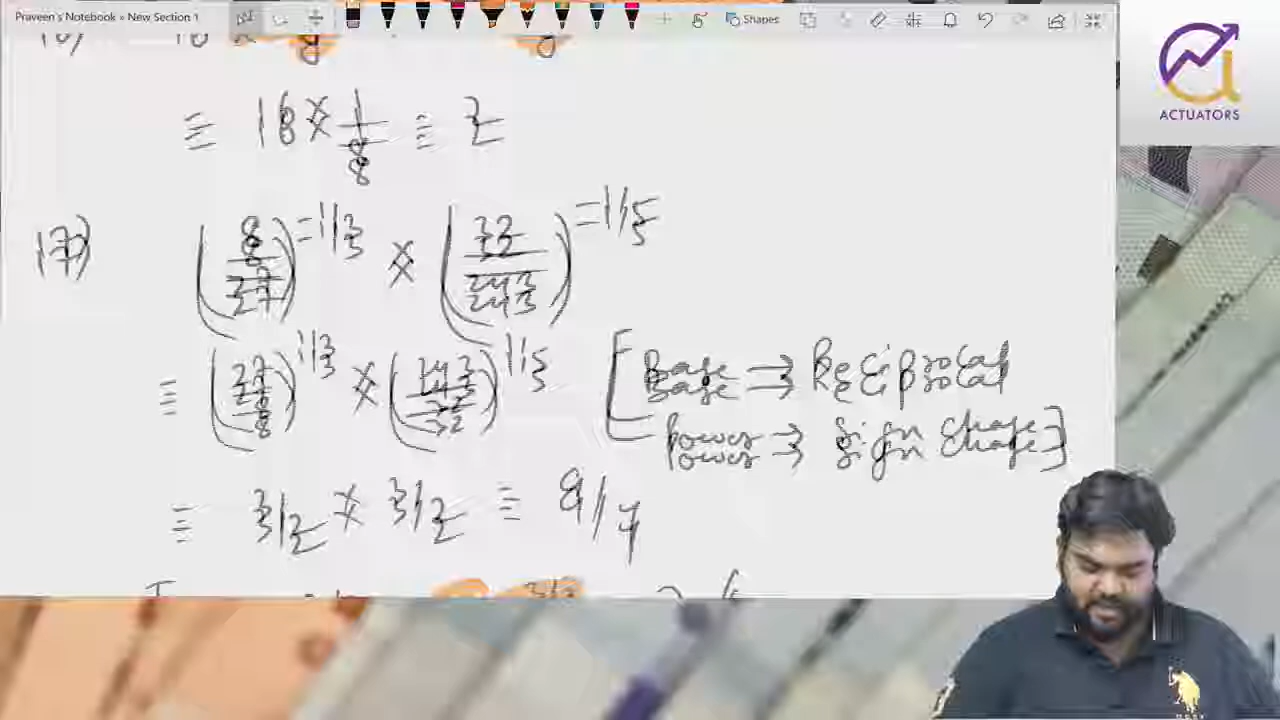 Praveen's Notebook » New Section 1
Shapes
ACTUATORS
= 16 × 1/8 = 2
17) (8/27)^-1/3 × (32/243)^-1/5
= (27/8)^1/3 × (243/32)^1/5 [Base → Reciprocal
Power → Sign Change]
= 3/2 × 3/2 = 9/4